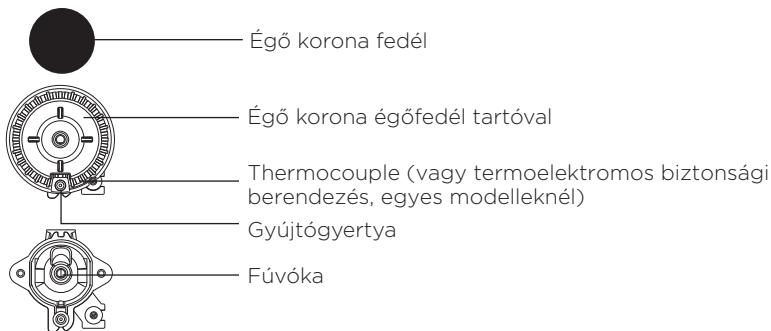 Égő korona fedél
Égő korona égőfedél tartóval
Thermocouple (vagy termoelektromos biztonsági
berendezés, egyes modelleknél)
Gyújtógyertya
Fúvóka